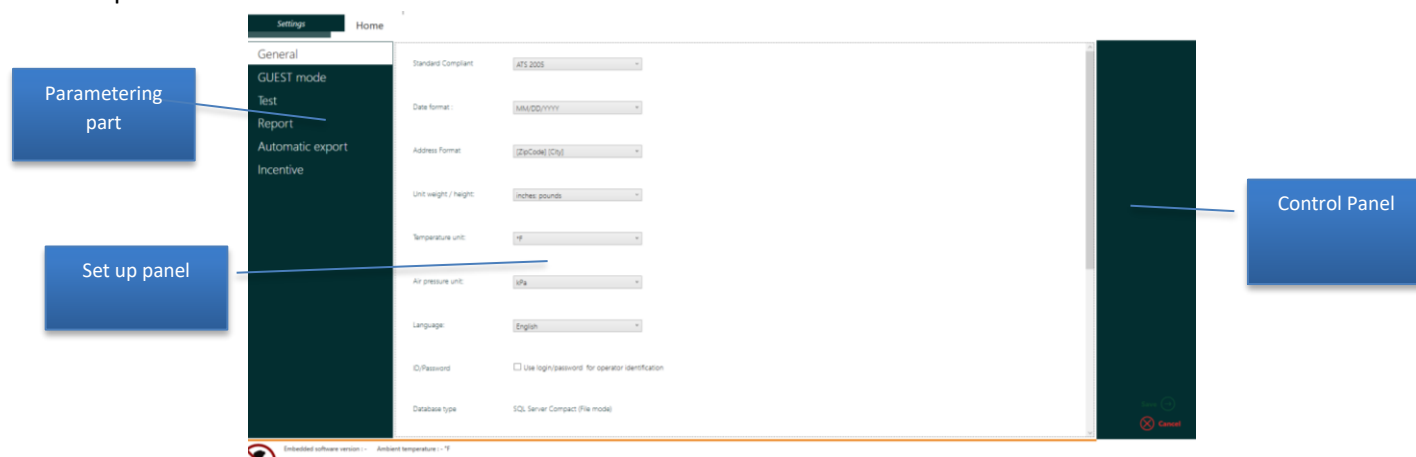 Settings
Home
General
GUEST mode
Test
Report
Automatic export
Incentive
Parametering
part
Set up panel
Control Panel
Standard Compliant
ATS 2005
Date format :
MM/DD/YYYY
Address Format
[ZipCode] [City]
Unit weight / height:
inches: pounds
Temperature unit:
°F
Air pressure unit:
kPa
Language:
English
ID/Password
Use login/password for operator identification
Database type
SQL Server Compact (File mode)
Save
Cancel
Embedded software version : - Ambient temperature : - °F